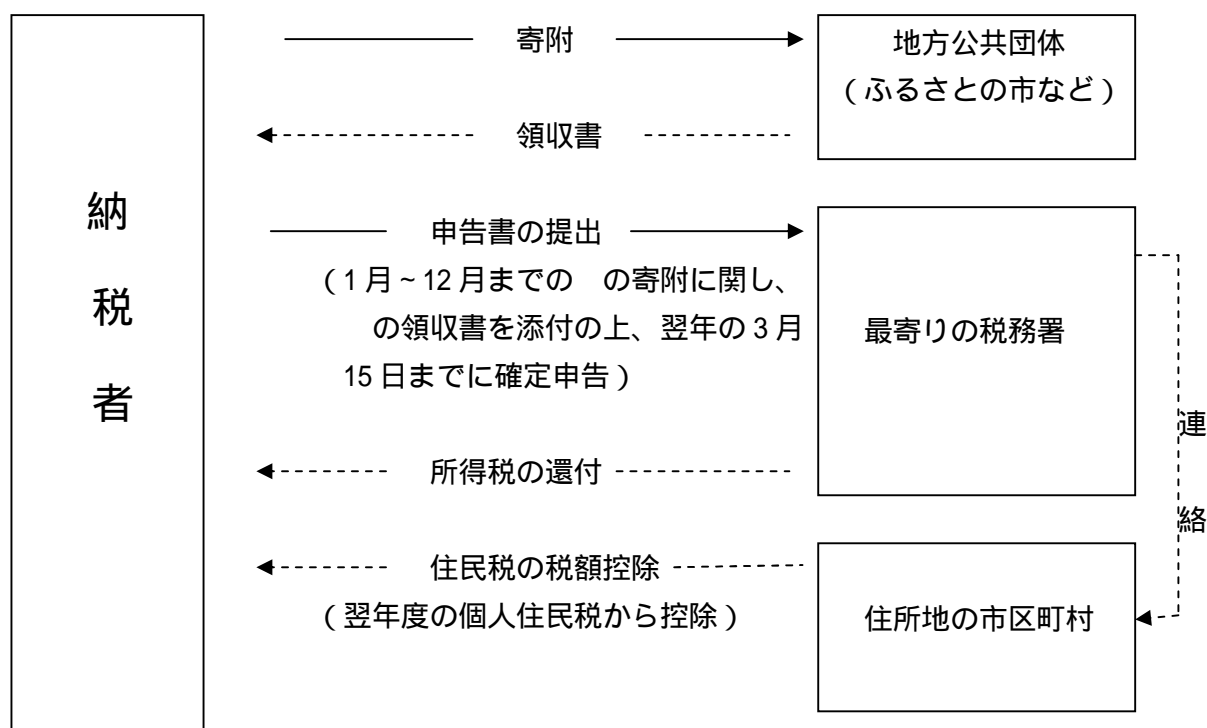 納税者
寄附
地方公共団体
(ふるさとの市など)
領収書
申告書の提出
(1月~12月までの の寄附に関し、
の領収書を添付の上、翌年の3月
15日までに確定申告)
最寄りの税務署
連絡
所得税の還付
住民税の税額控除
(翌年度の個人住民税から控除)
住所地の市区町村